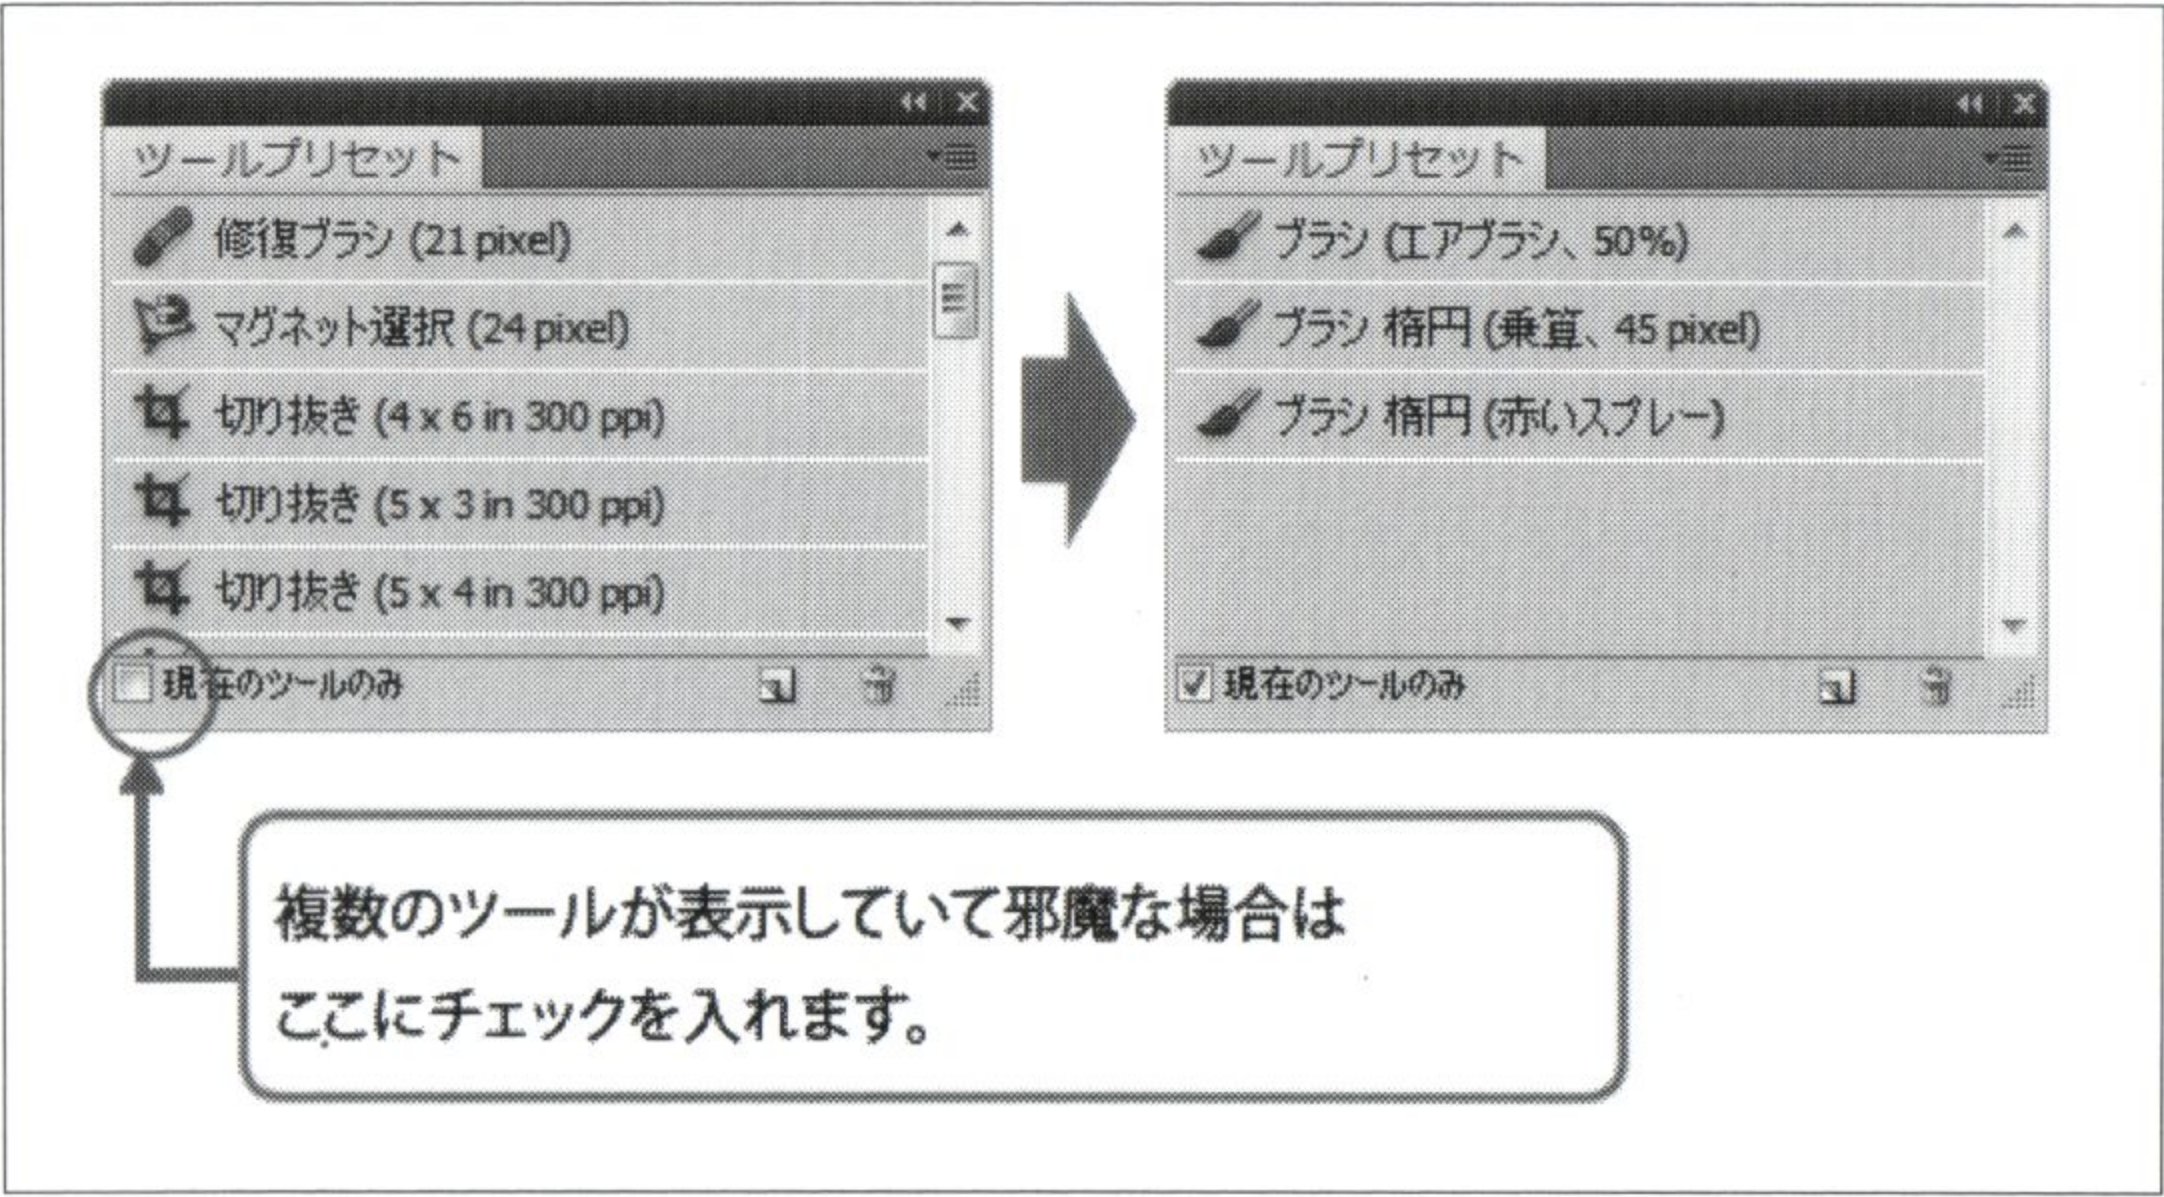 ツールプリセット
修復ブラシ (21 pixel)
マグネット選択 (24 pixel)
切り抜き (4 x 6 in 300 ppi)
切り抜き (5 x 3 in 300 ppi)
切り抜き (5 x 4 in 300 ppi)
現在のツールのみ
ツールプリセット
ブラシ (エアブラシ、50%)
ブラシ 楕円 (乗算、45 pixel)
ブラシ 楕円 (赤いスプレー)
現在のツールのみ
複数のツールが表示していて邪魔な場合は
ここにチェックを入れます。